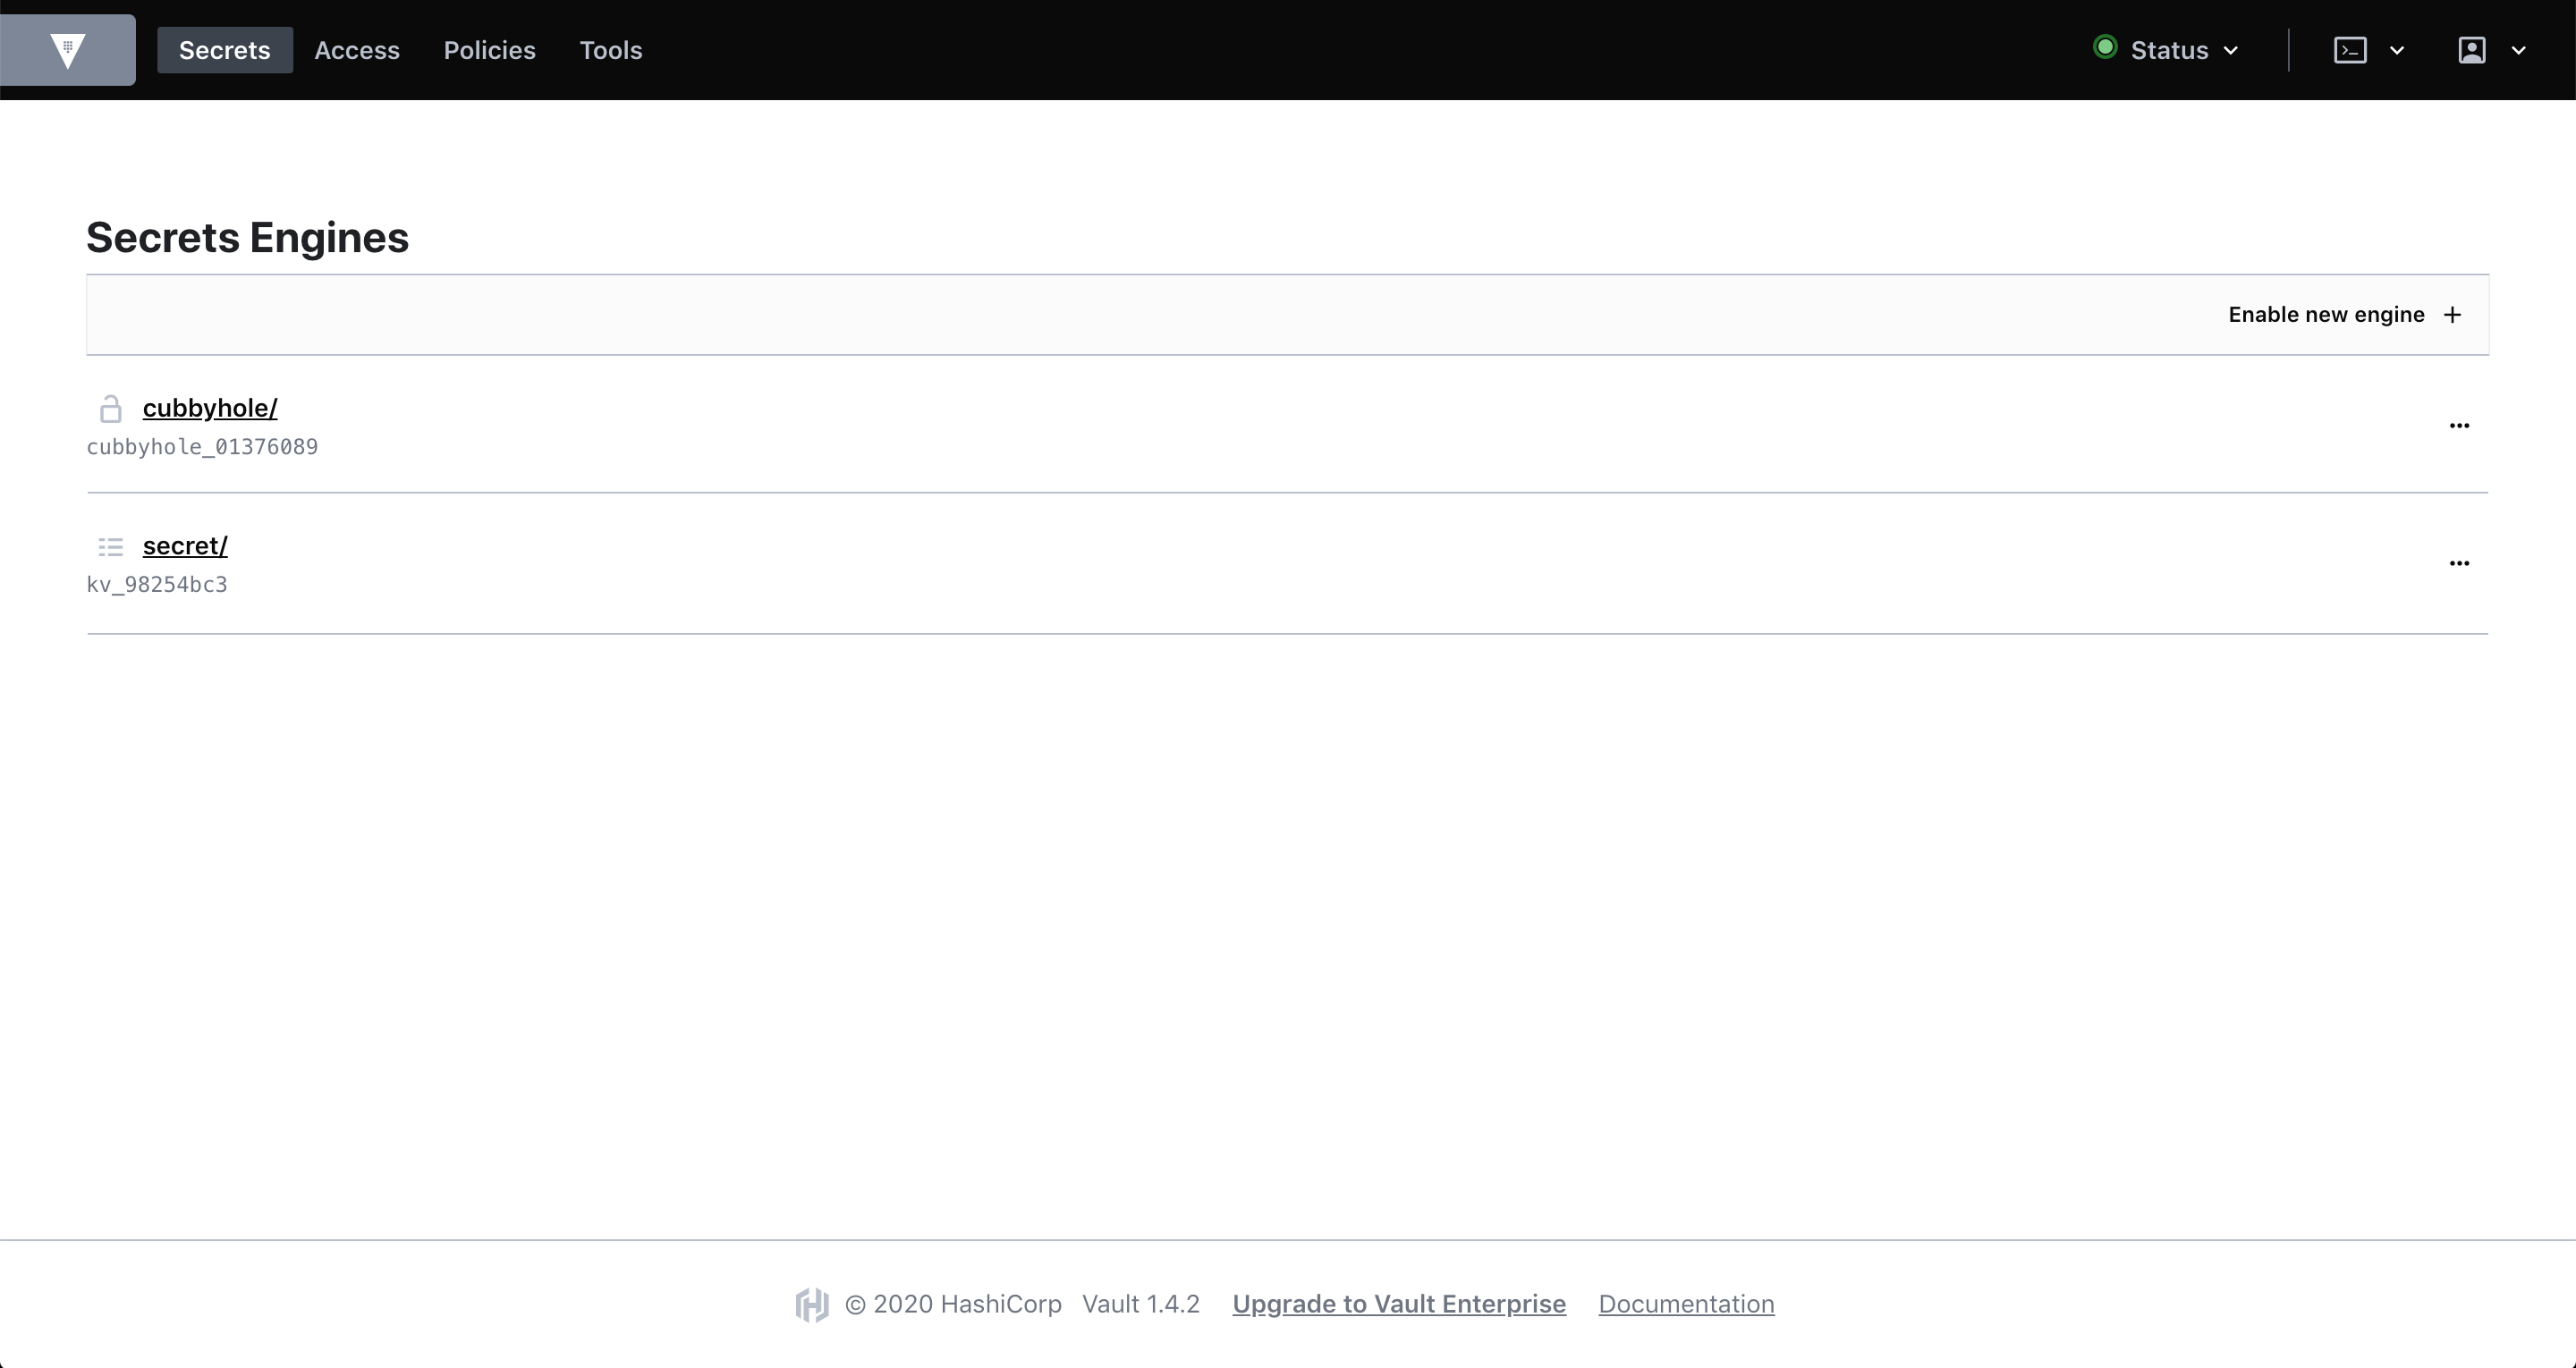 Secrets Access Policies Tools Status
Secrets Engines
Enable new engine
cubbyhole/
cubbyhole_01376089
secret/
kv_98254bc3
© 2020 HashiCorp Vault 1.4.2 Upgrade to Vault Enterprise Documentation